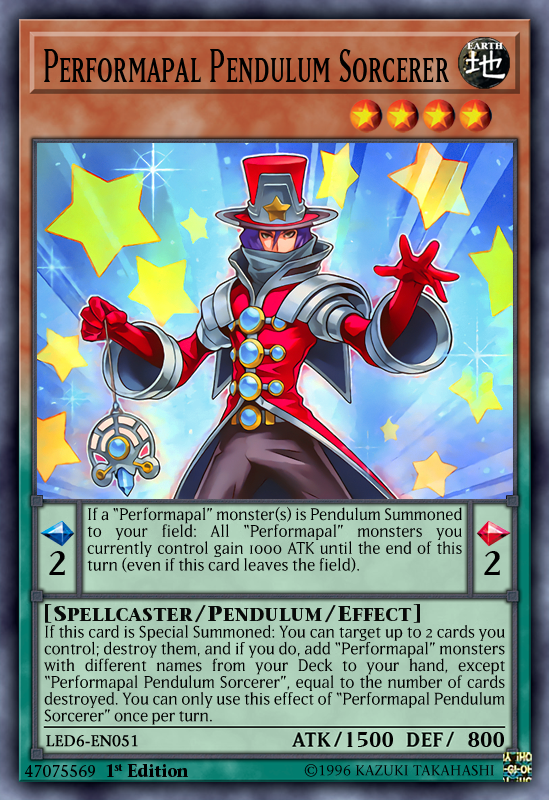 PERFORMAPAL PENDULUM SORCERER
EARTH
地
If a "Performapal" monster(s) is Pendulum Summoned
to your field: All "Performapal" monsters you
currently control gain 1000 ATK until the end of this
turn (even if this card leaves the field).
2
2
[SPELLCASTER/PENDULUM/EFFECT]
If this card is Special Summoned: You can target up to 2 cards you
control; destroy them, and if you do, add "Performapal" monsters
with different names from your Deck to your hand, except
"Performapal Pendulum Sorcerer", equal to the number of cards
destroyed. You can only use this effect of "Performapal Pendulum
Sorcerer" once per turn.
LED6-EN051
ATK/1500 DEF/ 800
47075569 1st Edition
©1996 KAZUKI TAKAHASHI